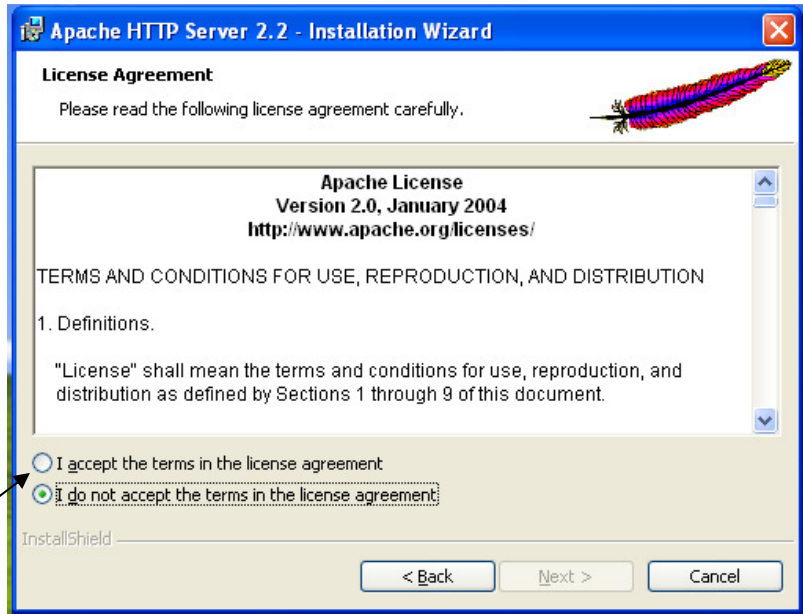 Apache HTTP Server 2.2 - Installation Wizard
License Agreement
Please read the following license agreement carefully.
Apache License
Version 2.0, January 2004
http://www.apache.org/licenses/
TERMS AND CONDITIONS FOR USE, REPRODUCTION, AND DISTRIBUTION
1. Definitions.
"License" shall mean the terms and conditions for use, reproduction, and
distribution as defined by Sections 1 through 9 of this document.
I accept the terms in the license agreement
I do not accept the terms in the license agreement
InstallShield
< Back Next > Cancel